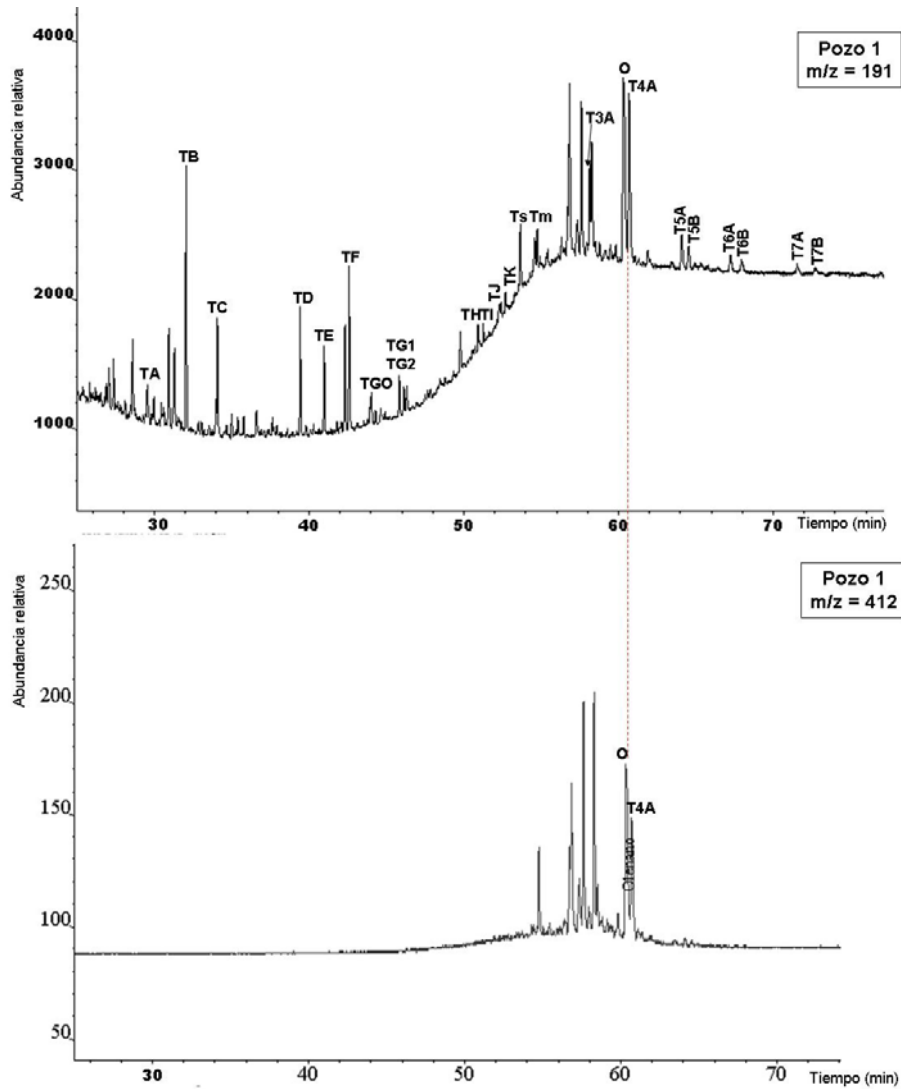 Abundancia relativa
4000
3000
2000
1000
Pozo 1
m/z = 191
TA
TB
TC
TD
TE
TF
TGO
TG1
TG2
TH
TI
TJ
TK
Ts
Tm
T3A
O
T4A
T5A
T5B
T6A
T6B
T7A
T7B
30
40
50
60
70
Tiempo (min)
Abundancia relativa
250
200
150
100
50
Pozo 1
m/z = 412
O
T4A
30
40
50
60
70
Tiempo (min)